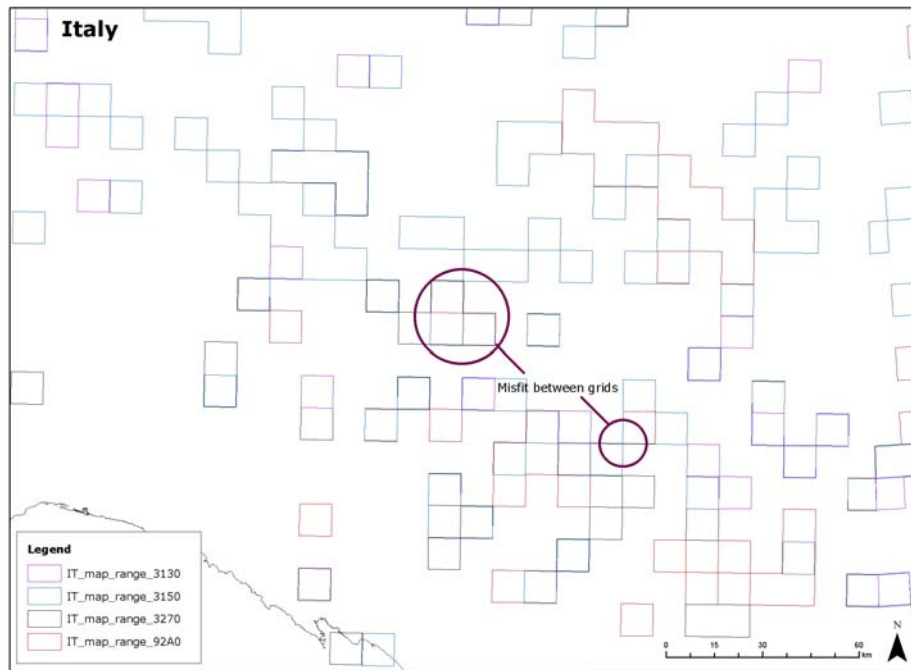 Italy
Misfit between grids
Legend
IT_map_range_3130
IT_map_range_3150
IT_map_range_3270
IT_map_range_92A0
N
0 15 30 60
km